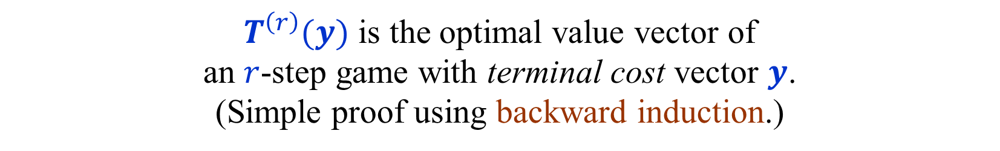 T^(r)(y) is the optimal value vector of
an r-step game with terminal cost vector y.
(Simple proof using backward induction.)